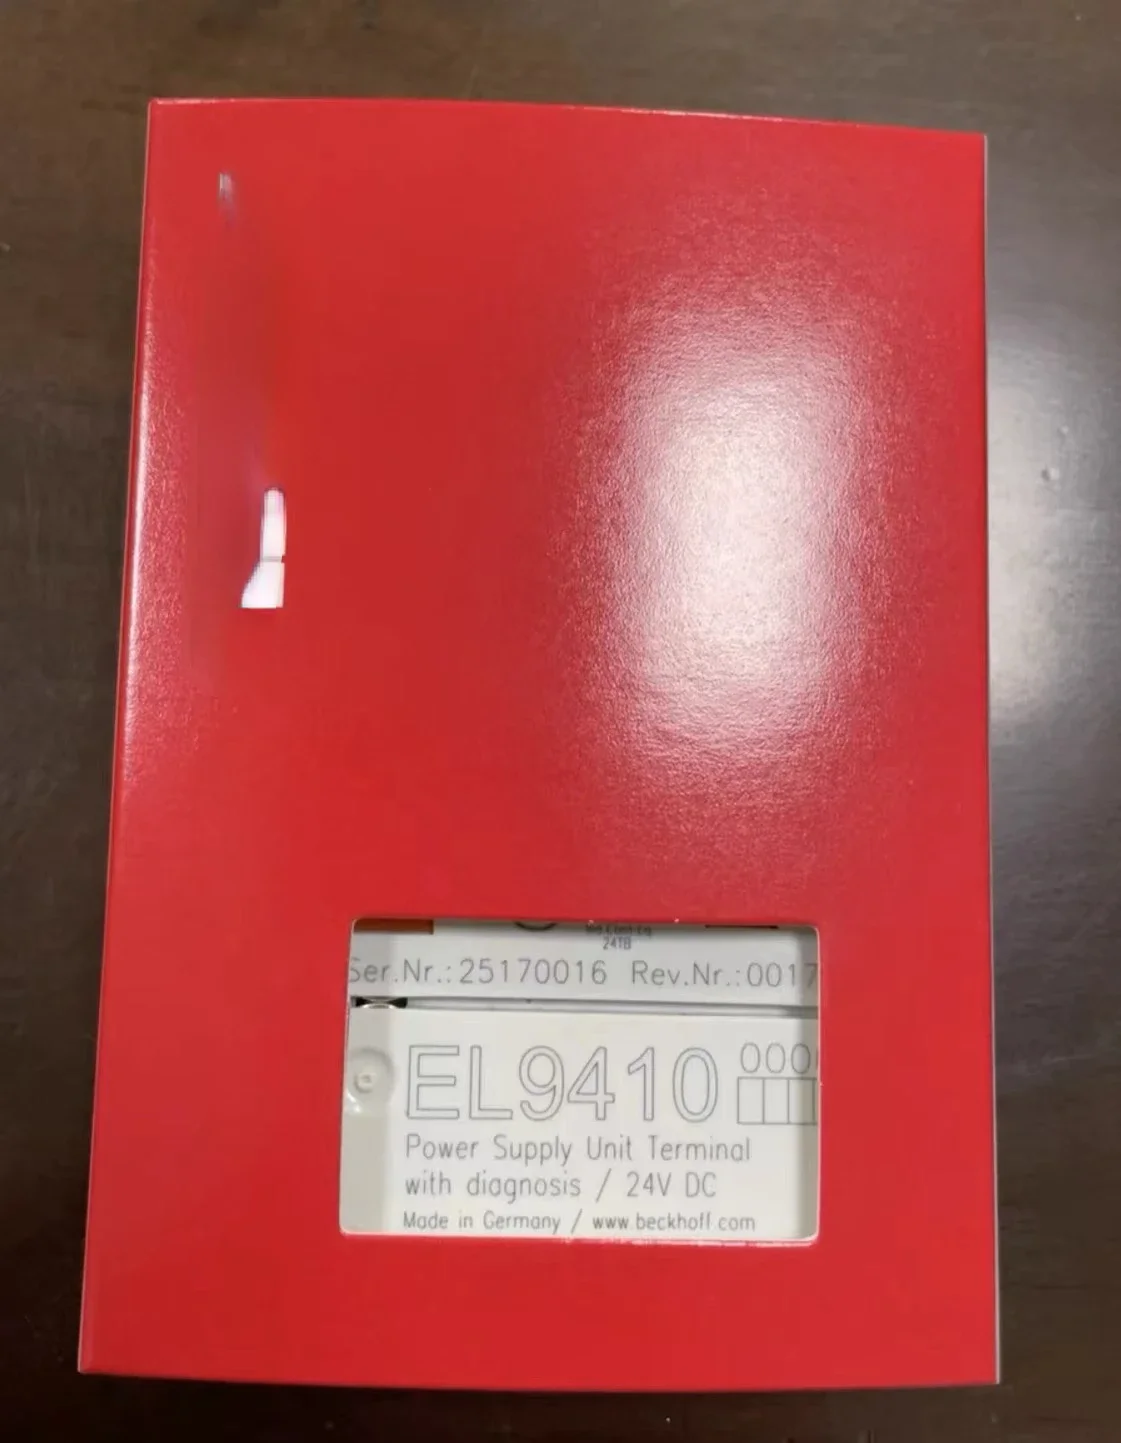 24TB
Ser.Nr.: 25170016 Rev.Nr.: 0017
EL9410
Power Supply Unit Terminal
with diagnosis / 24V DC
Made in Germany / www.beckhoff.com